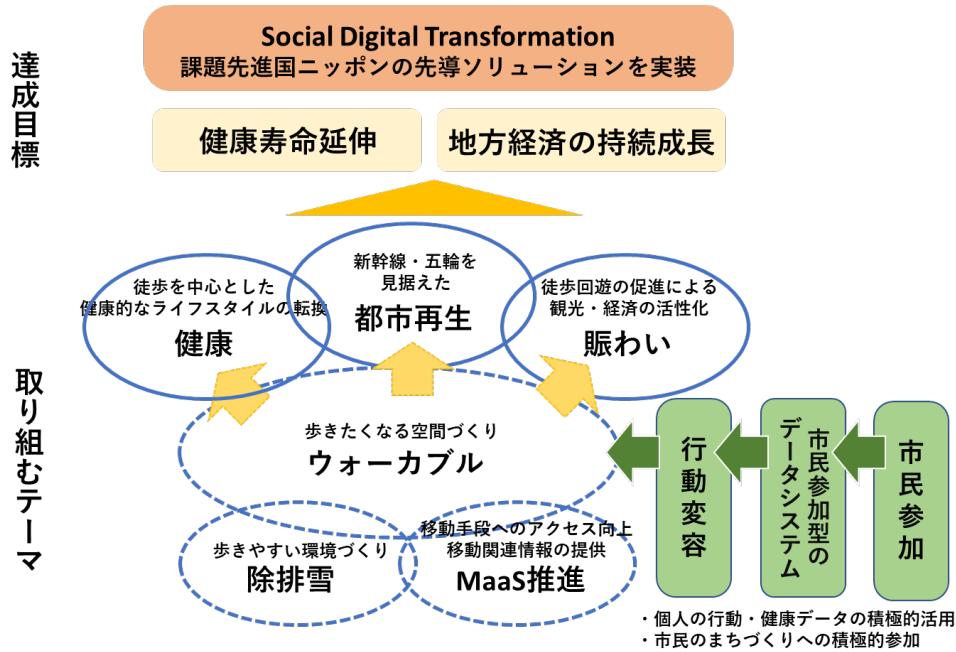 達成目標
Social Digital Transformation
課題先進国ニッポンの先導ソリューションを実装
健康寿命延伸
地方経済の持続成長
取り組むテーマ
徒歩を中心とした
健康的なライフスタイルの転換
健康
新幹線・五輪を
見据えた
都市再生
徒歩回遊の促進による
観光・経済の活性化
賑わい
歩きたくなる空間づくり
ウォーカブル
歩きやすい環境づくり
除排雪
移動手段へのアクセス向上
移動関連情報の提供
MaaS推進
行動変容
市民参加型の
データシステム
市民参加
・個人の行動・健康データの積極的活用
・市民のまちづくりへの積極的参加